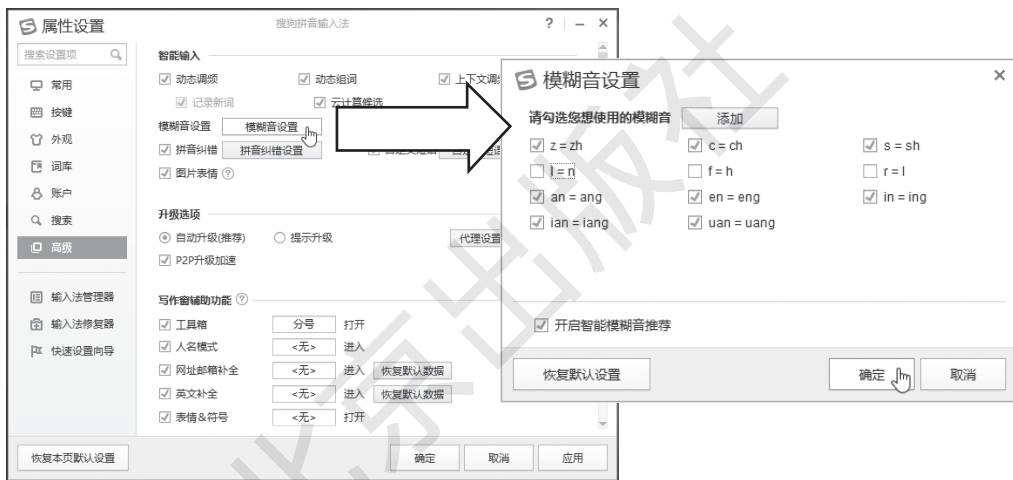 属性设置
搜狗拼音输入法
搜索设置项
常用
按键
外观
词库
账户
搜索
高级
输入法管理器
输入法修复器
快速设置向导
智能输入
动态调频 动态组词 上下文调
记录新词 云计算候选
模糊音设置 模糊音设置
拼音纠错 拼音纠错设置
图片表情
升级选项
自动升级(推荐) 提示升级 代理设置
P2P升级加速
写作窗辅助功能
工具箱 分号 打开
人名模式 <无> 进入
网址邮箱补全 <无> 进入 恢复默认数据
英文补全 <无> 进入 恢复默认数据
表情&符号 <无> 打开
恢复本页默认设置 确定 取消 应用
模糊音设置
请勾选您想使用的模糊音 添加
z = zh c = ch s = sh
l = n f = h r = l
an = ang en = eng in = ing
ian = iang uan = uang
开启智能模糊音推荐
恢复默认设置 确定 取消
北京出版社